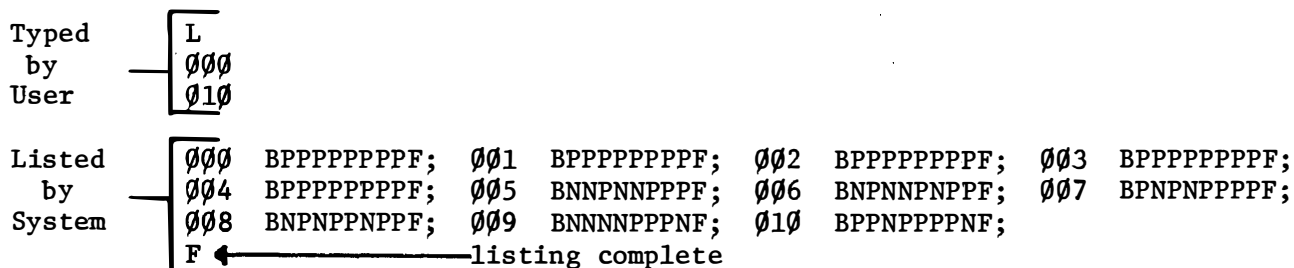 Typed L
by 000
User 010
Listed 000 BPPPPPPPPF; 001 BPPPPPPPPF; 002 BPPPPPPPPF; 003 BPPPPPPPPF;
by 004 BPPPPPPPPF; 005 BNNPNNPPPF; 006 BNPNNPNPPF; 007 BPNPNPPPPF;
System 008 BNPNPPNPPF; 009 BNNNNPPPNF; 010 BPPNPPPPNF;
F listing complete